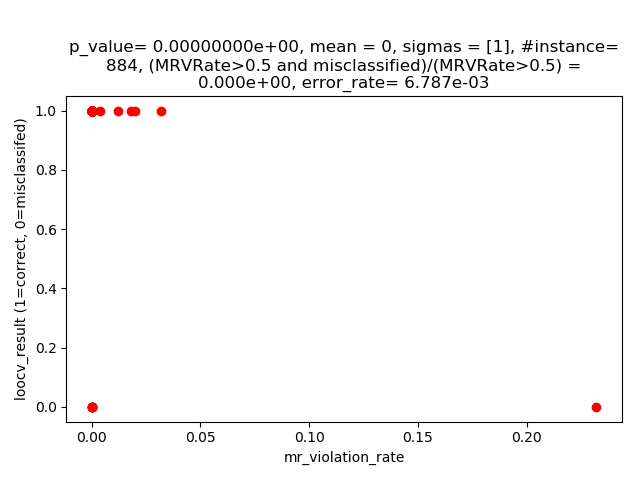 p_value= 0.00000000e+00, mean = 0, sigmas = [1], #instance=
884, (MRVRate>0.5 and misclassified)/(MRVRate>0.5) =
0.000e+00, error_rate= 6.787e-03
loocv_result (1=correct, 0=misclassifed)
1.0
0.8
0.6
0.4
0.2
0.0
0.00 0.05 0.10 0.15 0.20
mr_violation_rate